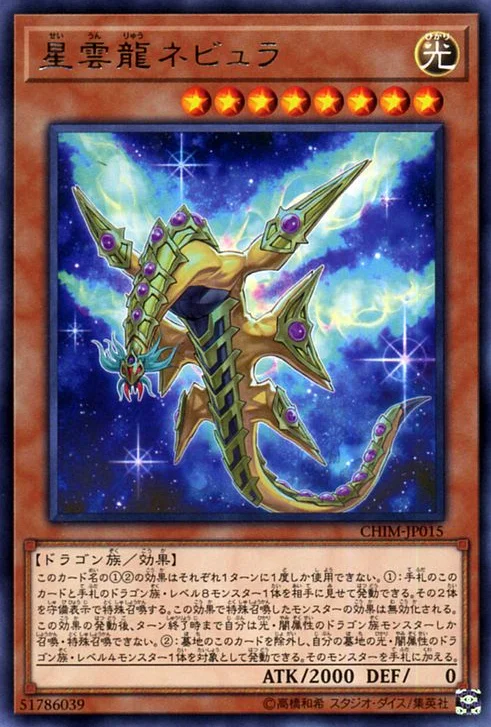 星雲龍ネビュラ
光
CHIM-JP015
【ドラゴン族／効果】
このカード名の①②の効果はそれぞれ1ターンに1度しか使用できない。①：手札のこの
カードと手札のドラゴン族・レベル8モンスター1体を相手に見せて発動できる。その2体
を守備表示で特殊召喚する。この効果で特殊召喚したモンスターの効果は無効化される。
この効果の発動後、ターン終了時まで自分は光・闇属性のドラゴン族モンスターしか
召喚・特殊召喚できない。②：墓地のこのカードを除外し、自分の墓地の光・闇属性のド
ラゴン族・レベル4モンスター1体を対象として発動できる。そのモンスターを手札に加える。
ATK/2000 DEF/ 0
51786039
©高橋和希 スタジオ・ダイス/集英社